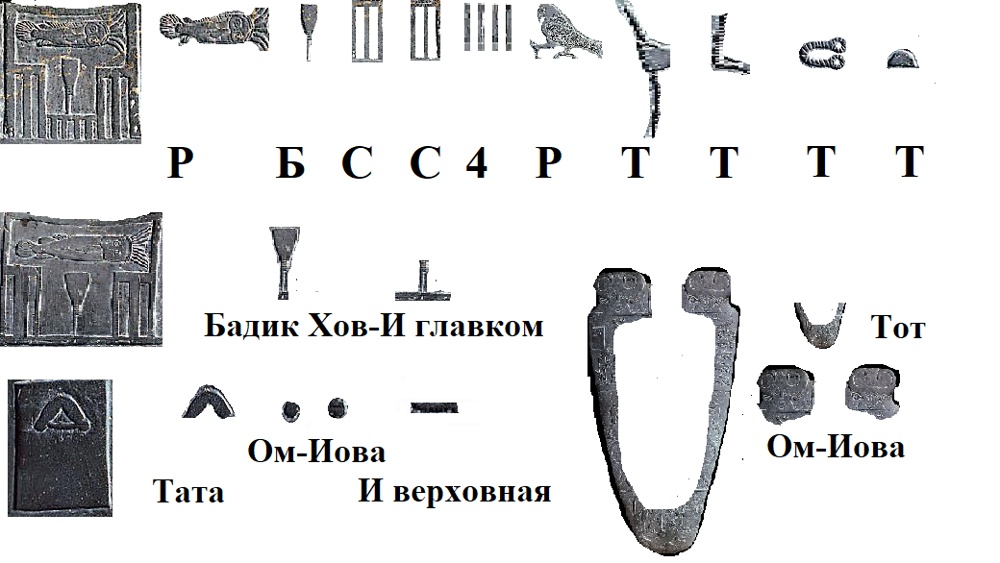 Р Б С С 4 Р Т Т Т Т
Бадик Хов-И главком
Тот
Ом-Иова
Ом-Иова
Тата
И верховная